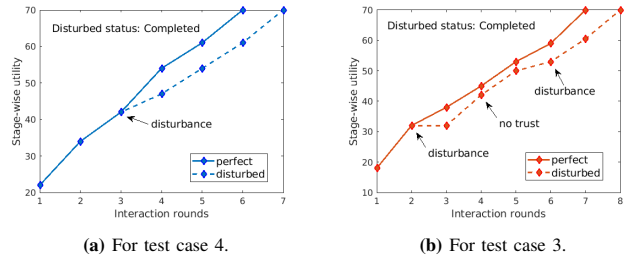 Disturbed status: Completed
Stage-wise utility
70
60
50
40
30
20
disturbance
perfect
disturbed
1 2 3 4 5 6 7
Interaction rounds
(a) For test case 4.
Disturbed status: Completed
Stage-wise utility
70
60
50
40
30
20
10
disturbance
no trust
disturbance
perfect
disturbed
1 2 3 4 5 6 7 8
Interaction rounds
(b) For test case 3.